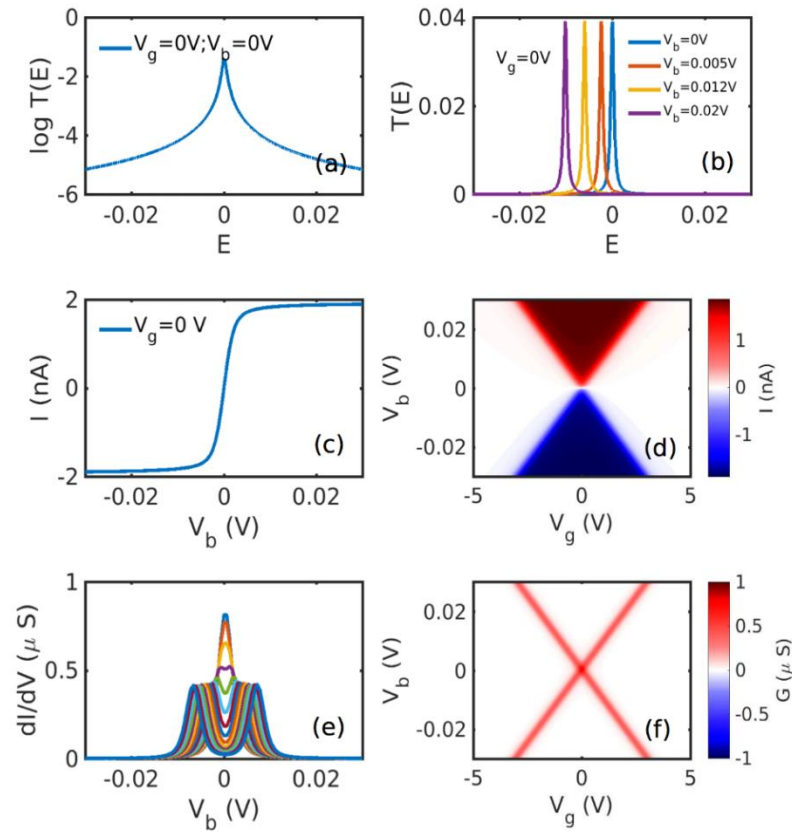 0
V_g=0V;V_b=0V
-2
log T(E)
-4
(a)
-6
-0.02 0 0.02
E
0.04
(b)
V_g=0V
V_b=0V
V_b=0.005V
V_b=0.012V
V_b=0.02V
T(E)
0.02
0
-0.02 0 0.02
E
2
V_g=0 V
I (nA)
0
(c)
-2
-0.02 0 0.02
V_b (V)
0.02
V_b (V)
0
-0.02
(d)
-5 0 5
V_g (V)
1
0
-1
I (nA)
1
dI/dV (μ S)
0.5
(e)
0
-0.02 0 0.02
V_b (V)
0.02
V_b (V)
0
-0.02
(f)
-5 0 5
V_g (V)
1
0.5
0
-0.5
-1
G (μ S)